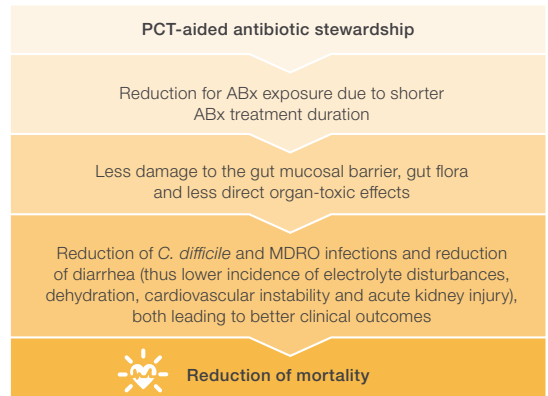 PCT-aided antibiotic stewardship
Reduction for ABx exposure due to shorter
ABx treatment duration
Less damage to the gut mucosal barrier, gut flora
and less direct organ-toxic effects
Reduction of C. difficile and MDRO infections and reduction
of diarrhea (thus lower incidence of electrolyte disturbances,
dehydration, cardiovascular instability and acute kidney injury),
both leading to better clinical outcomes
Reduction of mortality